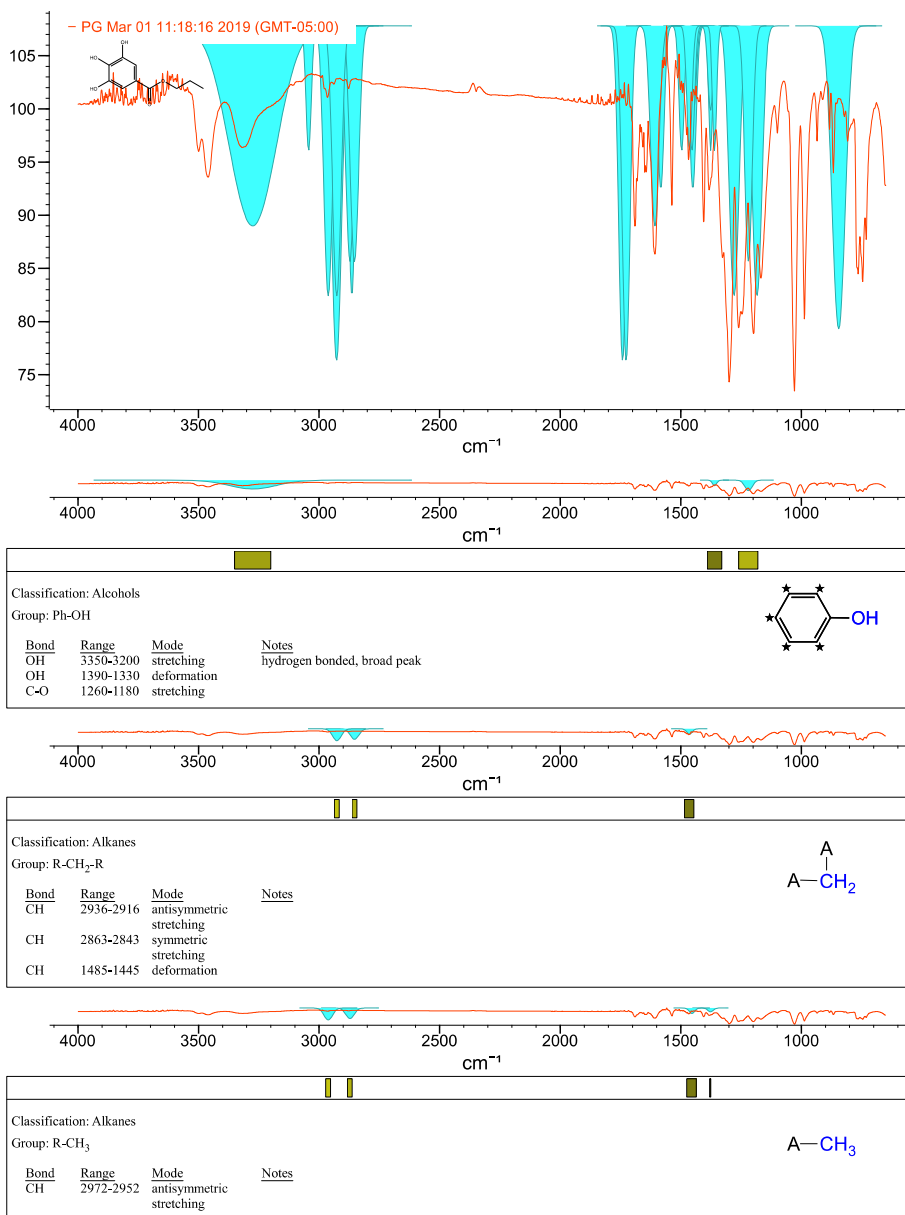 – PG Mar 01 11:18:16 2019 (GMT-05:00)
OH
HO
HO
O
O
105
100
95
90
85
80
75
4000 3500 3000 2500 2000 1500 1000
cm⁻¹
4000 3500 3000 2500 2000 1500 1000
cm⁻¹
Classification: Alcohols
Group: Ph-OH
OH
Bond Range Mode Notes
OH 3350-3200 stretching hydrogen bonded, broad peak
OH 1390-1330 deformation
C-O 1260-1180 stretching
4000 3500 3000 2500 2000 1500 1000
cm⁻¹
Classification: Alkanes
Group: R-CH₂-R
A
A CH₂
Bond Range Mode Notes
CH 2936-2916 antisymmetric
stretching
CH 2863-2843 symmetric
stretching
CH 1485-1445 deformation
4000 3500 3000 2500 2000 1500 1000
cm⁻¹
Classification: Alkanes
Group: R-CH₃
A CH₃
Bond Range Mode Notes
CH 2972-2952 antisymmetric
stretching